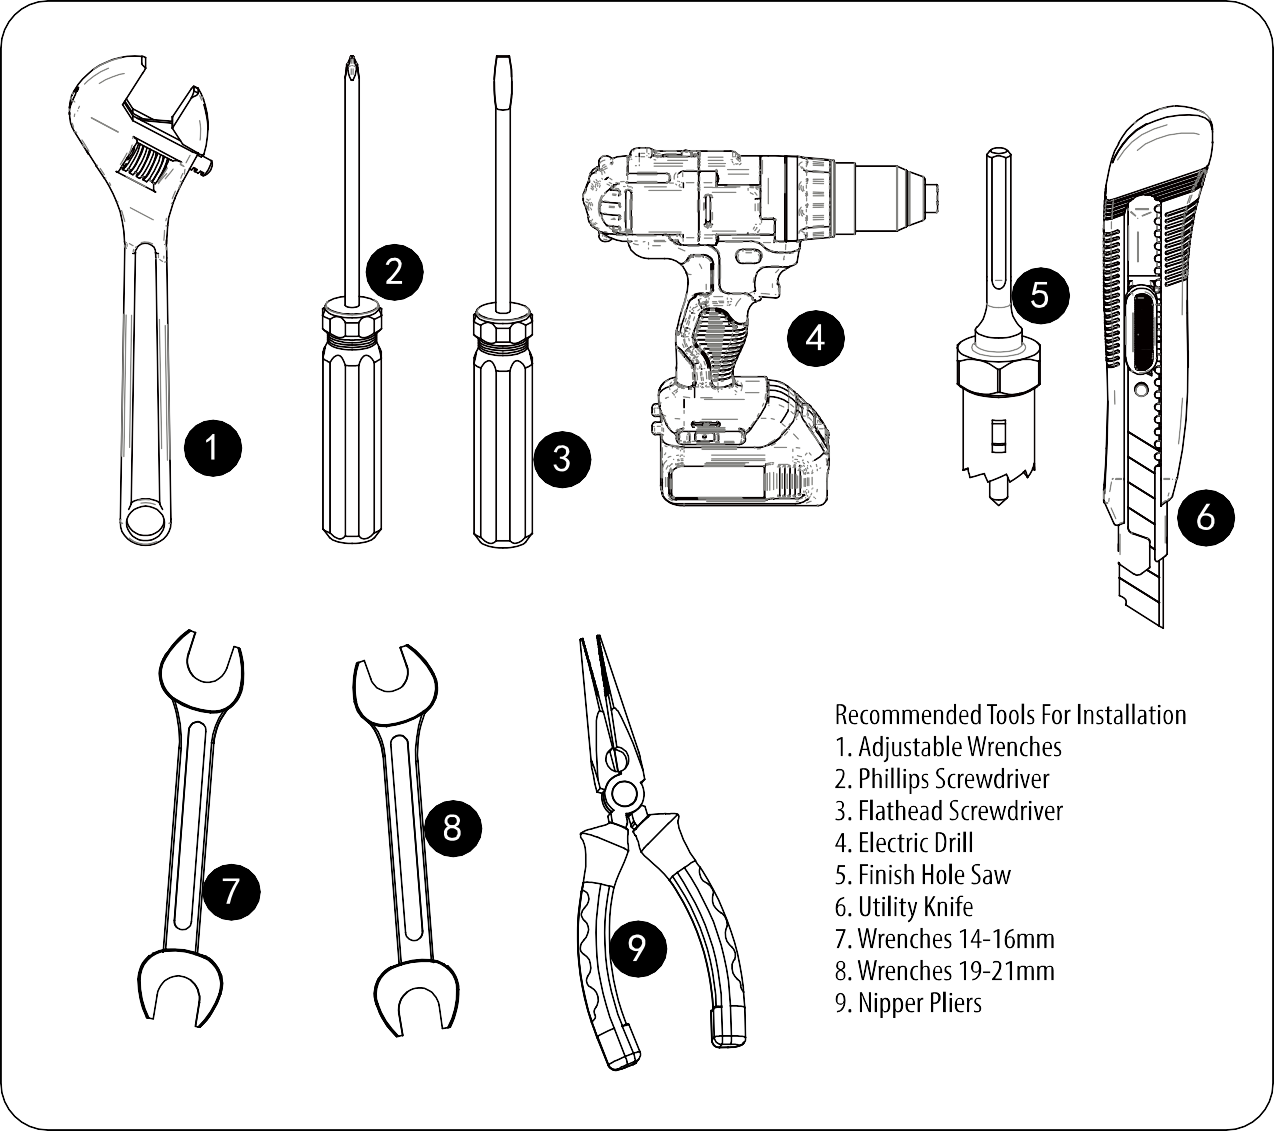 1
2
3
4
5
6
7
8
9
Recommended Tools For Installation
1. Adjustable Wrenches
2. Phillips Screwdriver
3. Flathead Screwdriver
4. Electric Drill
5. Finish Hole Saw
6. Utility Knife
7. Wrenches 14-16mm
8. Wrenches 19-21mm
9. Nipper Pliers